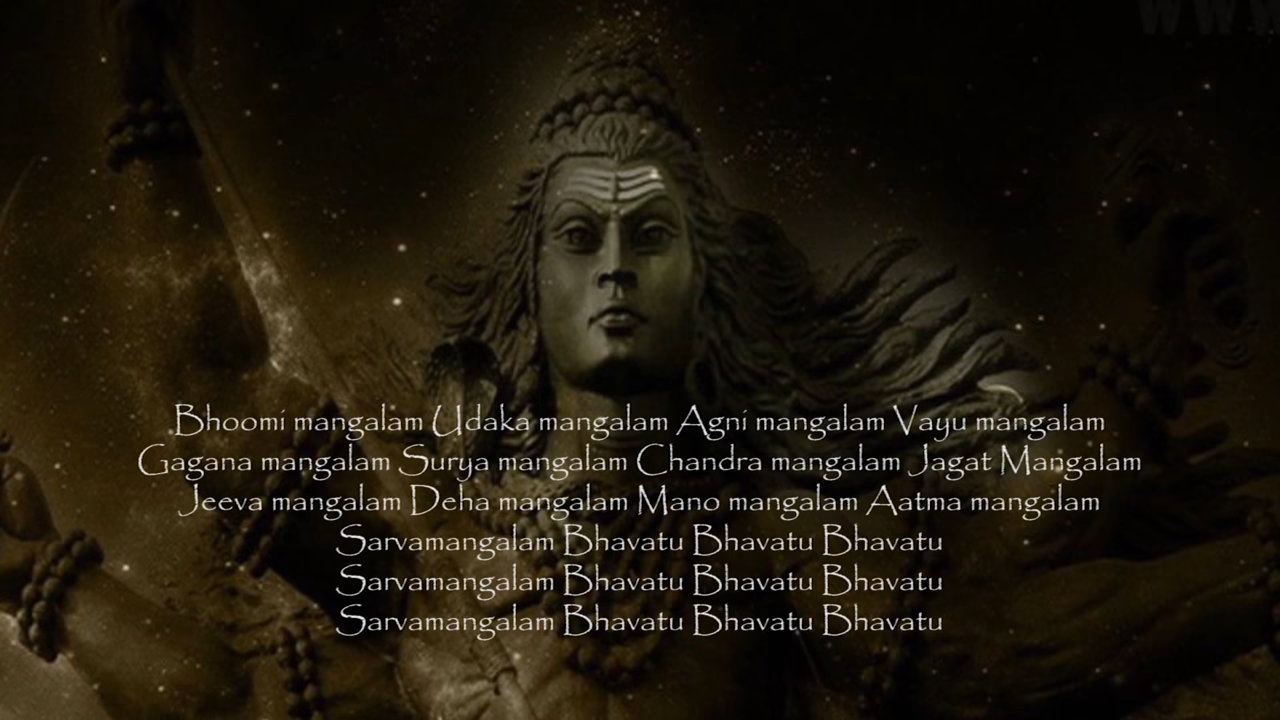 Bhoomi mangalam Udaka mangalam Agni mangalam Vayu mangalam
Gagana mangalam Surya mangalam Chandra mangalam Jagat Mangalam
Jeeva mangalam Deha mangalam Mano mangalam Aatma mangalam
Sarvamangalam Bhavatu Bhavatu Bhavatu
Sarvamangalam Bhavatu Bhavatu Bhavatu
Sarvamangalam Bhavatu Bhavatu Bhavatu